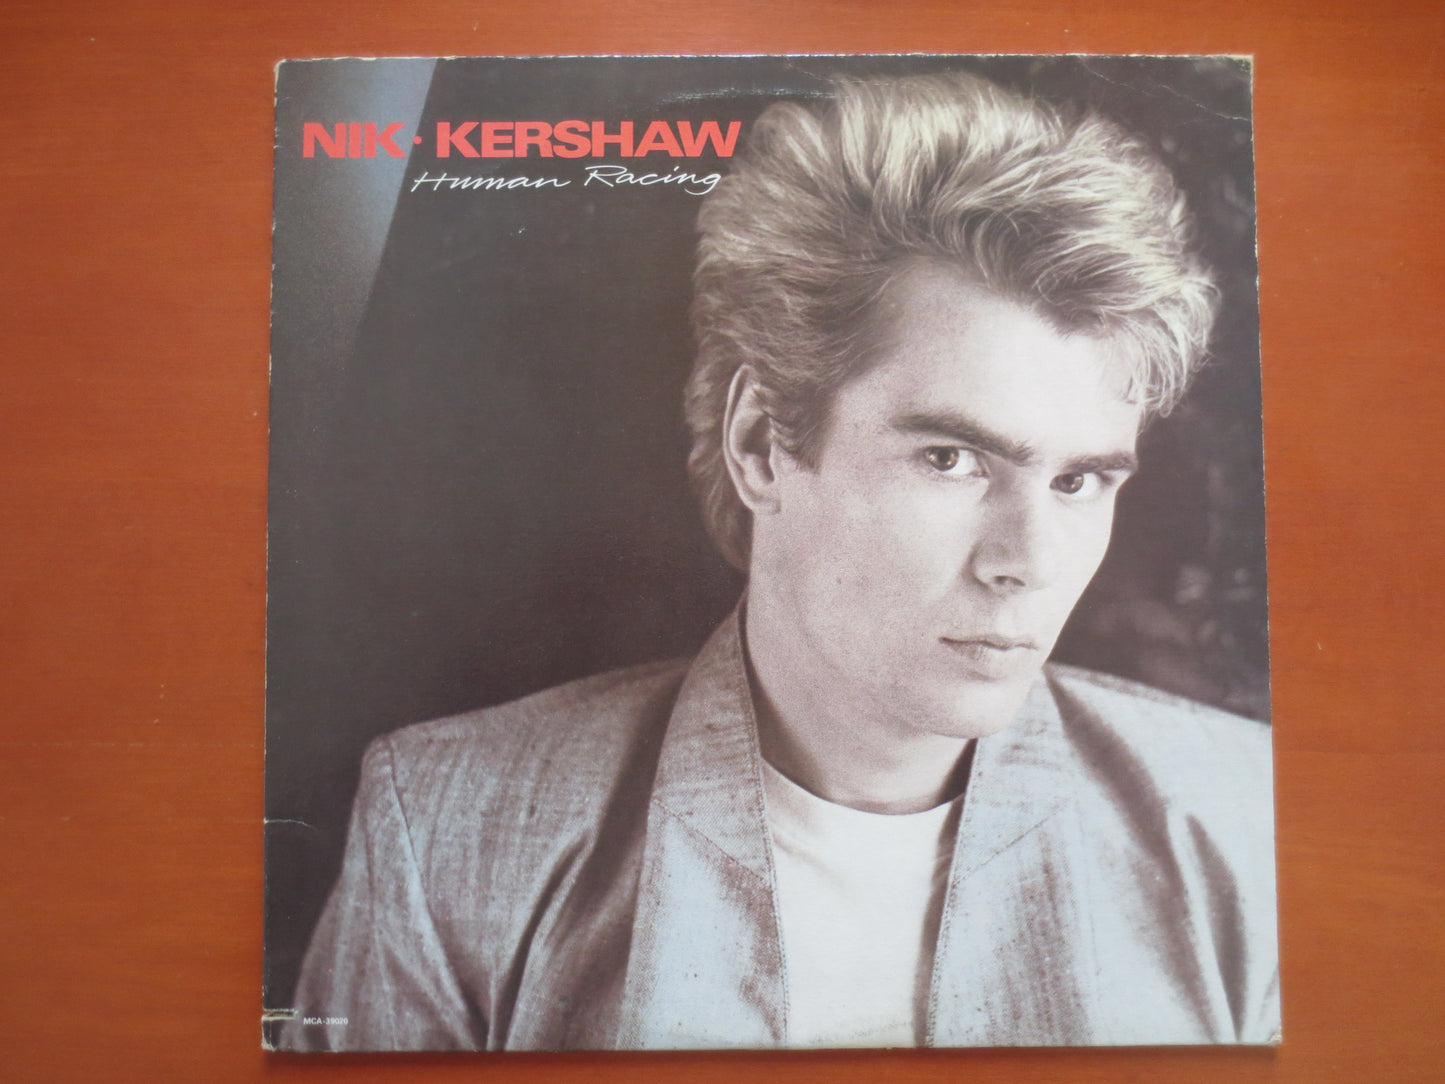 NIK · KERSHAW
Human Racing
MCA-39020